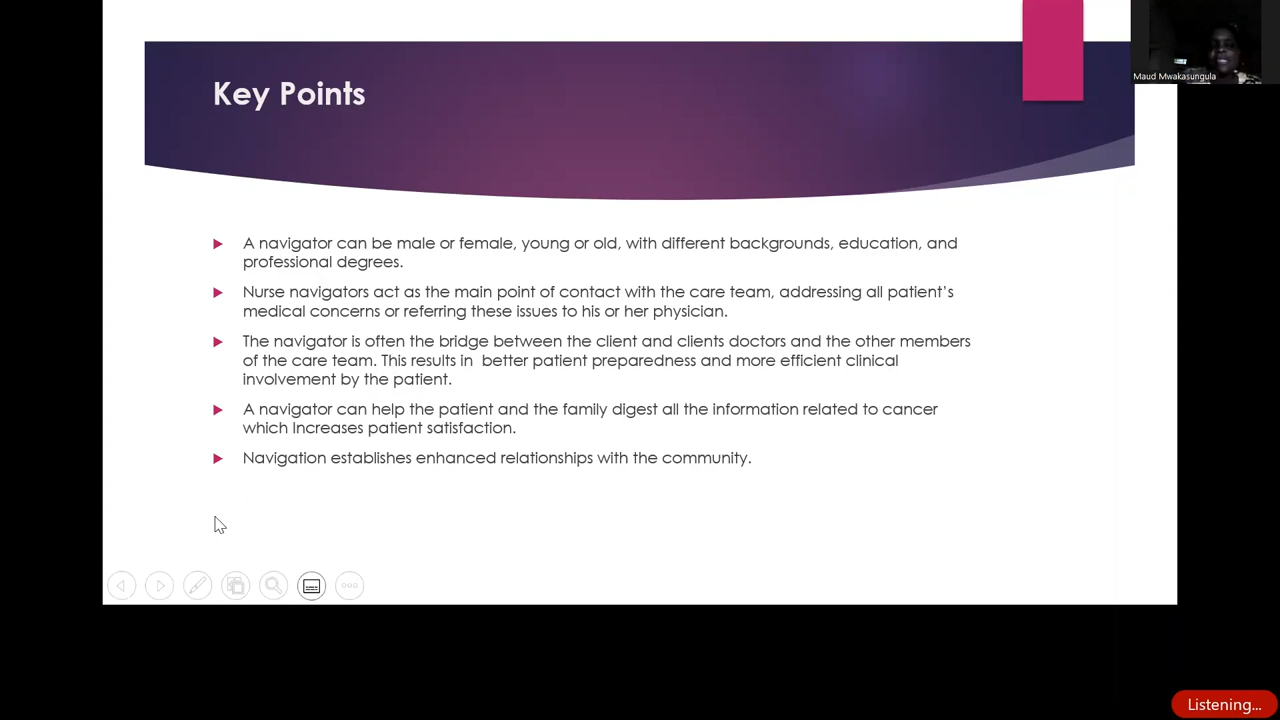 Key Points
Maud Mwakasungula
A navigator can be male or female, young or old, with different backgrounds, education, and
professional degrees.
Nurse navigators act as the main point of contact with the care team, addressing all patient's
medical concerns or referring these issues to his or her physician.
The navigator is often the bridge between the client and clients doctors and the other members
of the care team. This results in  better patient preparedness and more efficient clinical
involvement by the patient.
A navigator can help the patient and the family digest all the information related to cancer
which Increases patient satisfaction.
Navigation establishes enhanced relationships with the community.
Listening...